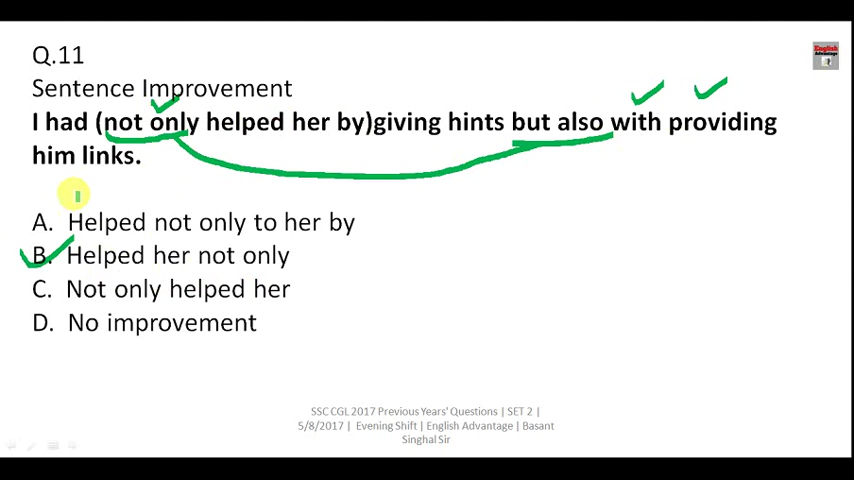 Q.11
English
Advantage
Sentence Improvement
I had (not only helped her by)giving hints but also with providing
him links.
A. Helped not only to her by
B. Helped her not only
C. Not only helped her
D. No improvement
SSC CGL 2017 Previous Years' Questions | SET 2 |
5/8/2017 | Evening Shift | English Advantage | Basant
Singhal Sir